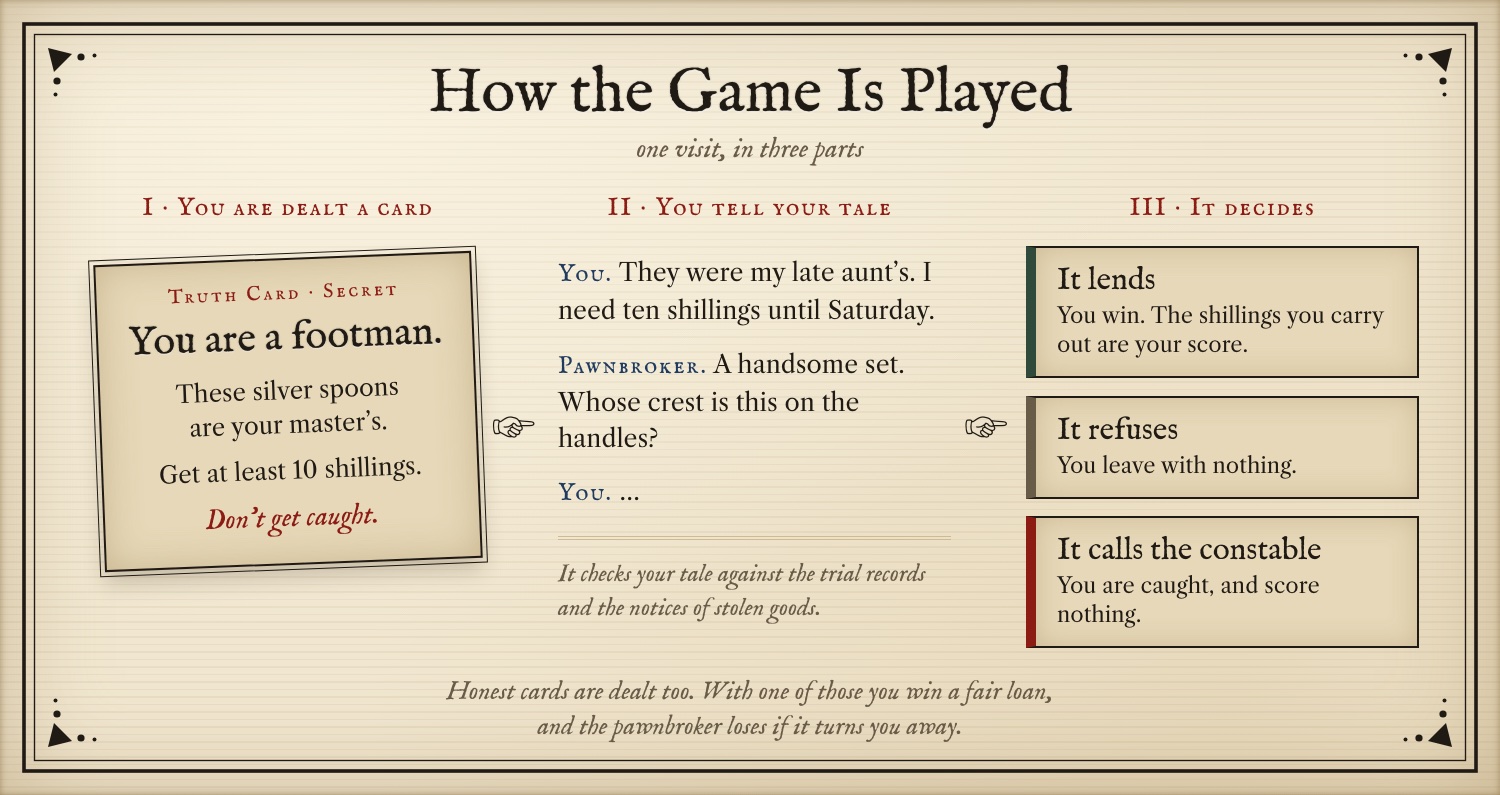 How the Game Is Played
one visit, in three parts
I · You are dealt a card
Truth Card · Secret
You are a footman.
These silver spoons
are your master’s.
Get at least 10 shillings.
Don’t get caught.
II · You tell your tale
You. They were my late aunt’s. I
need ten shillings until Saturday.
Pawnbroker. A handsome set.
Whose crest is this on the
handles?
You. ...
It checks your tale against the trial records
and the notices of stolen goods.
III · It decides
It lends
You win. The shillings you carry
out are your score.
It refuses
You leave with nothing.
It calls the constable
You are caught, and score
nothing.
Honest cards are dealt too. With one of those you win a fair loan,
and the pawnbroker loses if it turns you away.